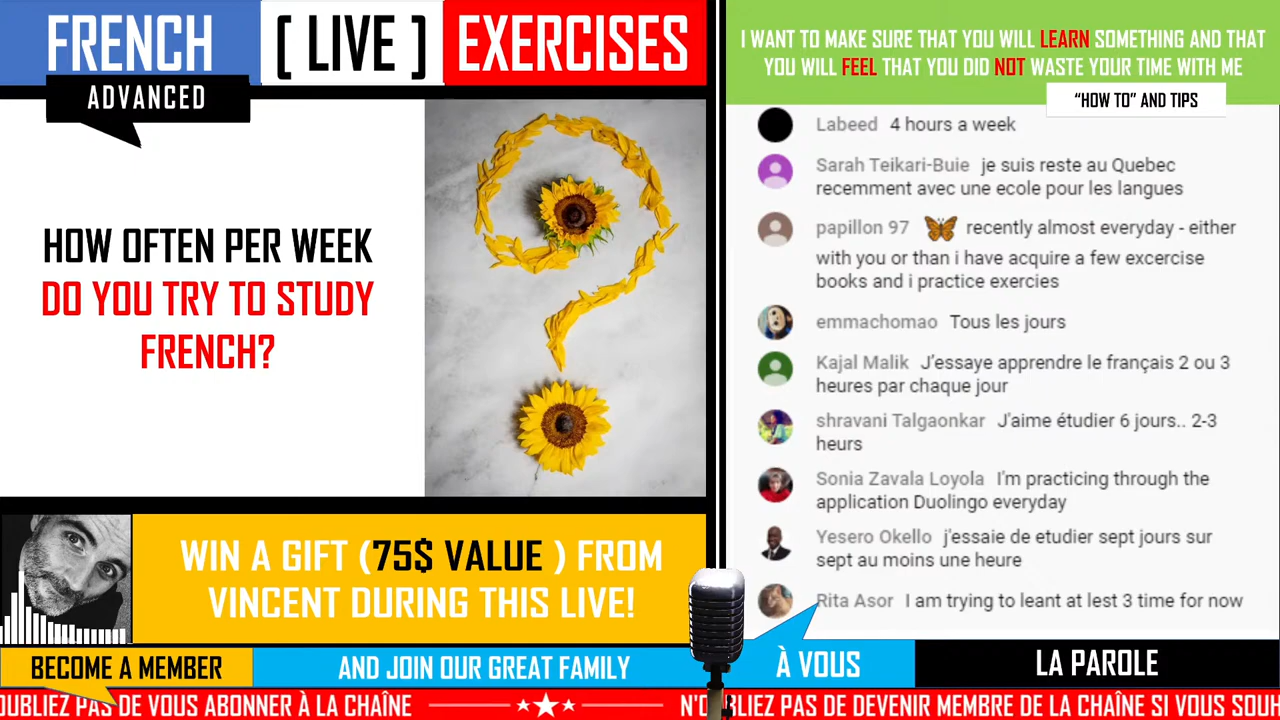 FRENCH [ LIVE ] EXERCISES
ADVANCED
HOW OFTEN PER WEEK
DO YOU TRY TO STUDY
FRENCH?
WIN A GIFT (75$ VALUE ) FROM
VINCENT DURING THIS LIVE!
I WANT TO MAKE SURE THAT YOU WILL LEARN SOMETHING AND THAT
YOU WILL FEEL THAT YOU DID NOT WASTE YOUR TIME WITH ME
“HOW TO” AND TIPS
Labeed 4 hours a week
Sarah Teikari-Buie je suis reste au Quebec
recemment avec une ecole pour les langues
papillon 97 recently almost everyday - either
with you or than i have acquire a few excercise
books and i practice exercies
emmachomao Tous les jours
Kajal Malik J'essaye apprendre le français 2 ou 3
heures par chaque jour
shravani Talgaonkar J'aime étudier 6 jours.. 2-3
heurs
Sonia Zavala Loyola I'm practicing through the
application Duolingo everyday
Yesero Okello j'essaie de etudier sept jours sur
sept au moins une heure
Rita Asor I am trying to leant at lest 3 time for now
BECOME A MEMBER AND JOIN OUR GREAT FAMILY
À VOUS LA PAROLE
OUBLIEZ PAS DE VOUS ABONNER À LA CHAÎNE N'OUBLIEZ PAS DE DEVENIR MEMBRE DE LA CHAÎNE SI VOUS SOUH